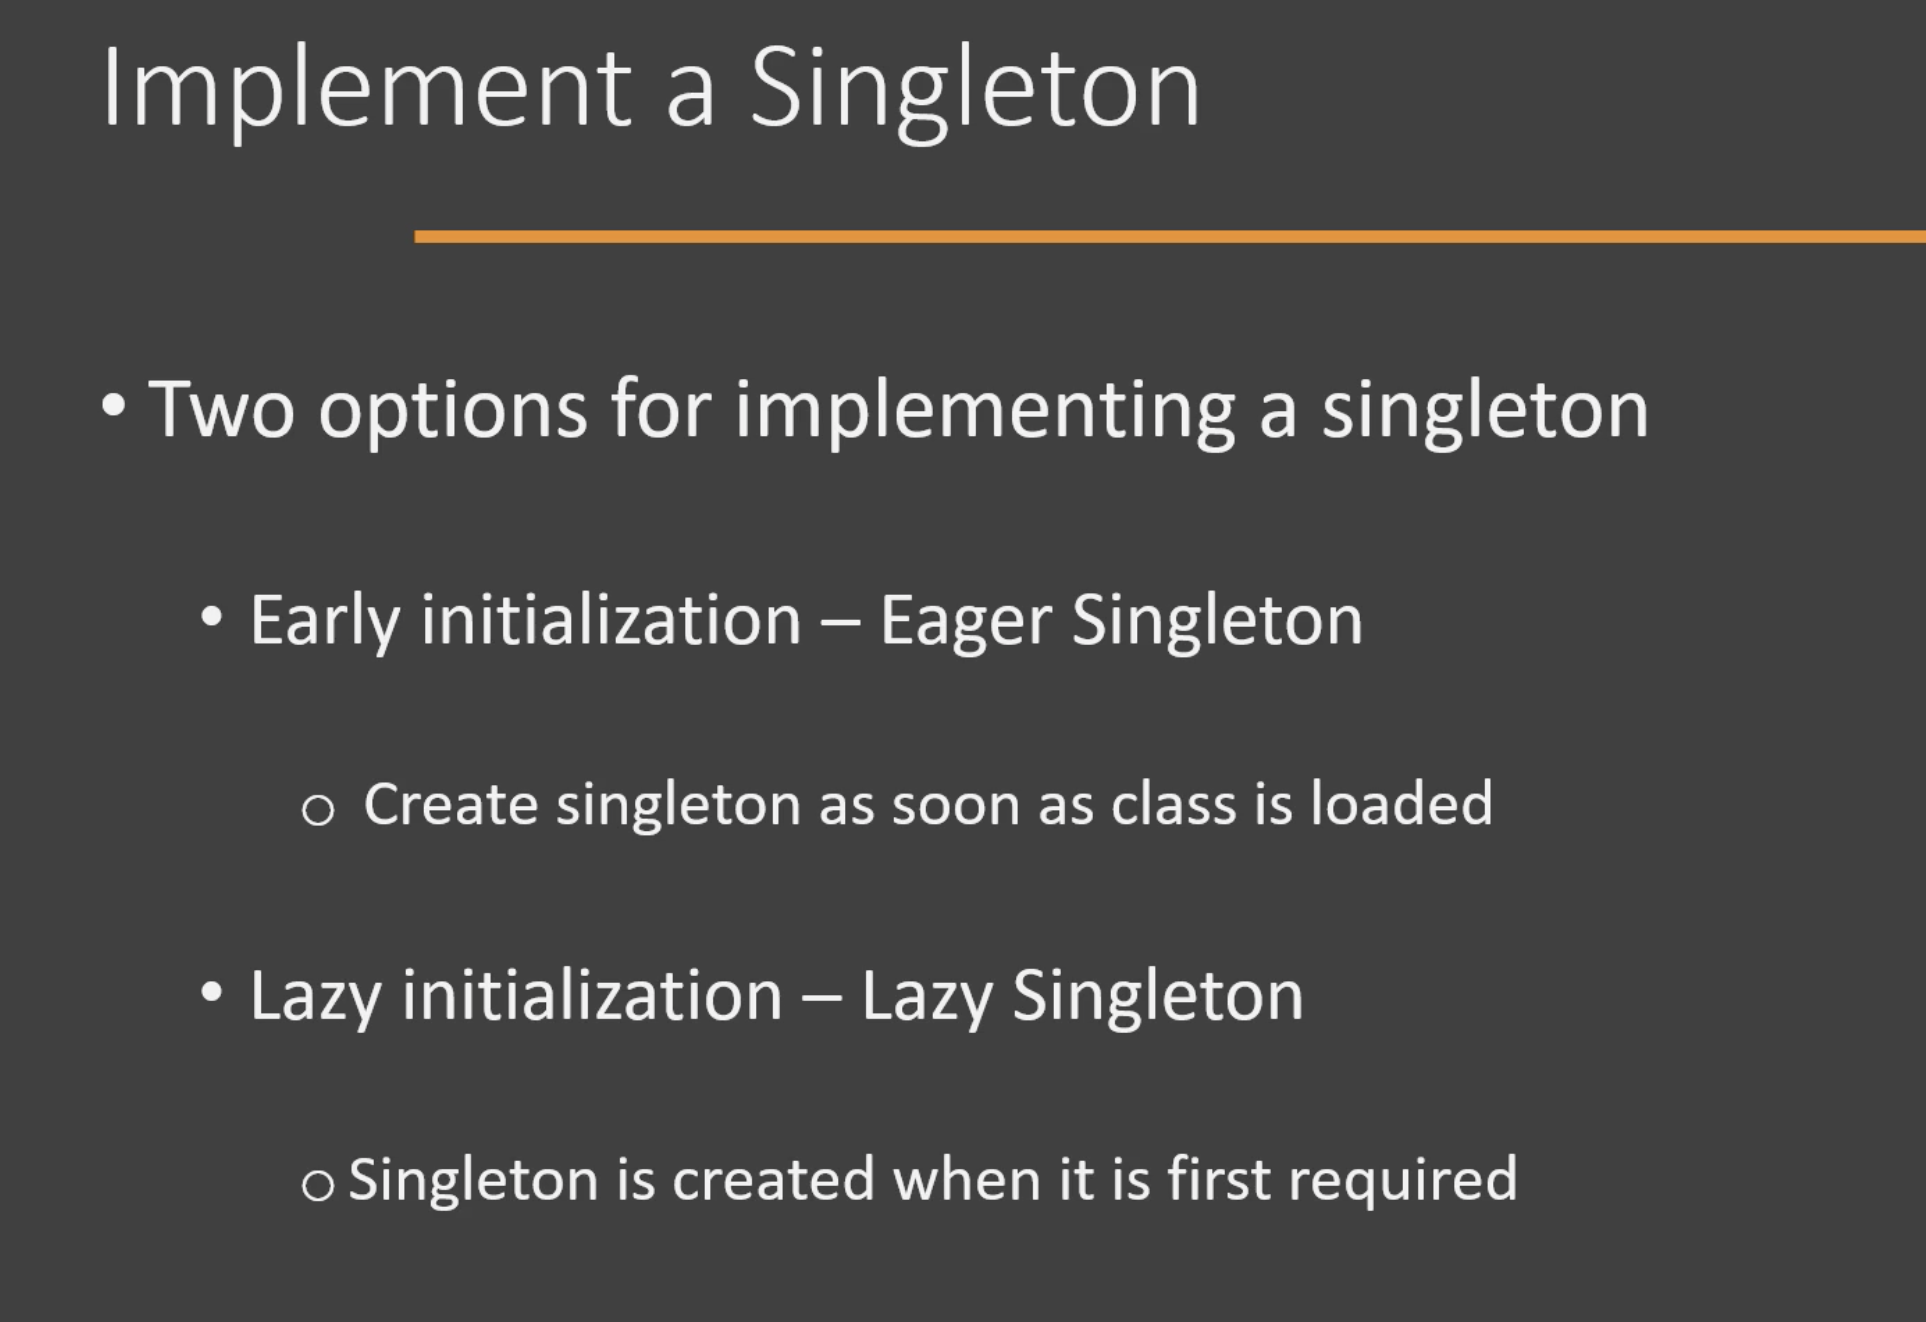 Implement a Singleton
• Two options for implementing a singleton
• Early initialization – Eager Singleton
o Create singleton as soon as class is loaded
• Lazy initialization – Lazy Singleton
o Singleton is created when it is first required